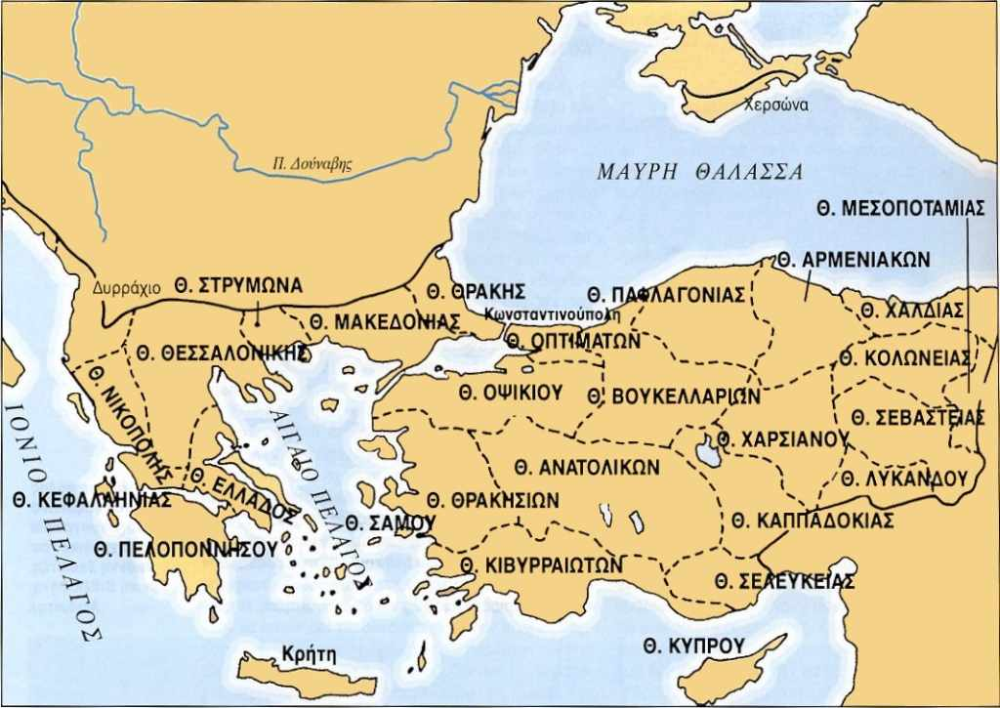 Χερσώνα
Π. Δούναβης
ΜΑΥΡΗ ΘΑΛΑΣΣΑ
Θ. ΜΕΣΟΠΟΤΑΜΙΑΣ
Θ. ΑΡΜΕΝΙΑΚΩΝ
Δυρράχιο
Θ. ΣΤΡΥΜΩΝΑ
Θ. ΘΡΑΚΗΣ
Θ. ΠΑΦΛΑΓΟΝΙΑΣ
Θ. ΧΑΛΔΙΑΣ
Θ. ΜΑΚΕΔΟΝΙΑΣ
Κωνσταντινούπολη
Θ. ΟΠΤΙΜΑΤΩΝ
Θ. ΘΕΣΣΑΛΟΝΙΚΗΣ
Θ. ΚΟΛΩΝΕΙΑΣ
Θ. ΝΙΚΟΠΟΛΗΣ
Θ. ΟΨΙΚΙΟΥ
Θ. ΒΟΥΚΕΛΛΑΡΙΩΝ
Θ. ΣΕΒΑΣΤΕΙΑΣ
ΙΟΝΙΟ ΠΕΛΑΓΟΣ
ΑΙΓΑΙΟ ΠΕΛΑΓΟΣ
Θ. ΧΑΡΣΙΑΝΟΥ
Θ. ΑΝΑΤΟΛΙΚΩΝ
Θ. ΛΥΚΑΝΔΟΥ
Θ. ΕΛΛΑΔΟΣ
Θ. ΚΕΦΑΛΛΗΝΙΑΣ
Θ. ΘΡΑΚΗΣΙΩΝ
Θ. ΣΑΜΟΥ
Θ. ΚΑΠΠΑΔΟΚΙΑΣ
Θ. ΠΕΛΟΠΟΝΝΗΣΟΥ
Θ. ΚΙΒΥΡΡΑΙΩΤΩΝ
Θ. ΣΕΛΕΥΚΕΙΑΣ
Κρήτη
Θ. ΚΥΠΡΟΥ